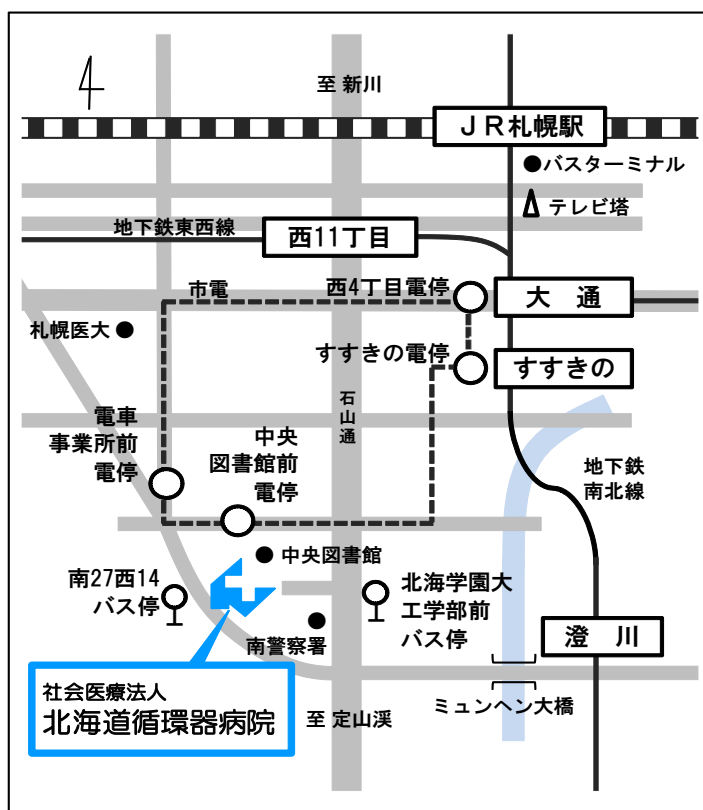 4
至 新川
JR札幌駅
●バスターミナル
テレビ塔
地下鉄東西線
西11丁目
市電
西4丁目電停
大 通
札幌医大●
すすきの電停
すすきの
石山通
電車
事業所前
電停
中央
図書館前
電停
地下鉄
南北線
●中央図書館
南27西14
バス停
北海学園大
工学部前
バス停
南警察署
澄 川
社会医療法人
北海道循環器病院
至 定山渓
ミュンヘン大橋